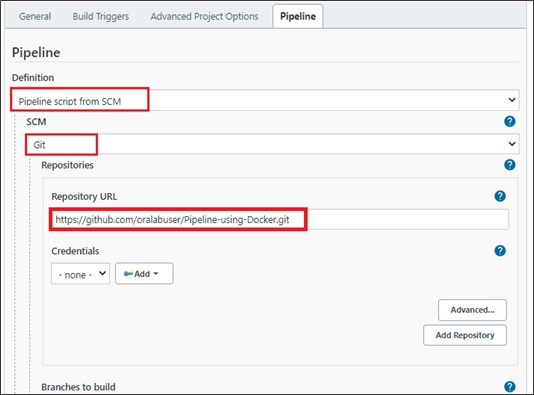 General Build Triggers Advanced Project Options Pipeline
Pipeline
Definition
Pipeline script from SCM
SCM ?
Git
Repositories ?
Repository URL ?
https://github.com/oralabuser/Pipeline-using-Docker.git
Credentials ?
- none - Add
Advanced...
Add Repository
Branches to build ?